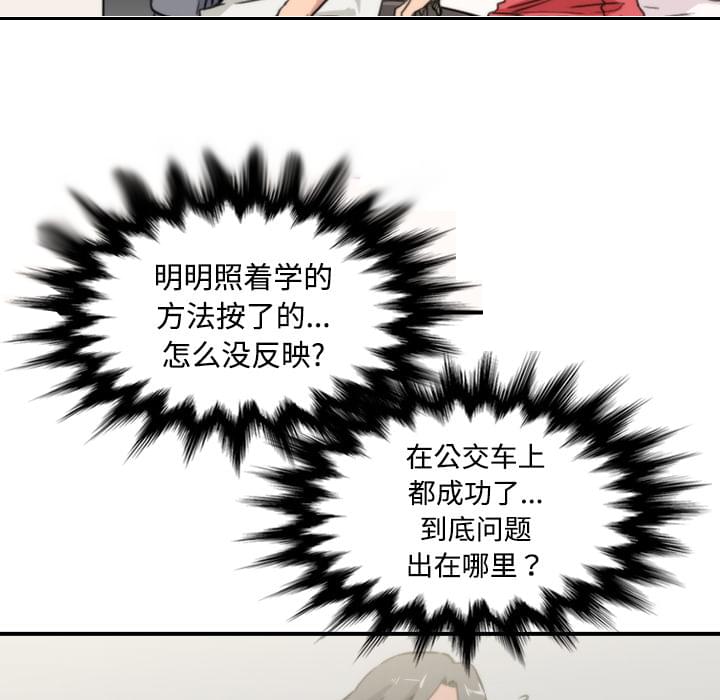 明明照着学的
方法按了的...
怎么没反映?
在公交车上
都成功了...
到底问题
出在哪里？